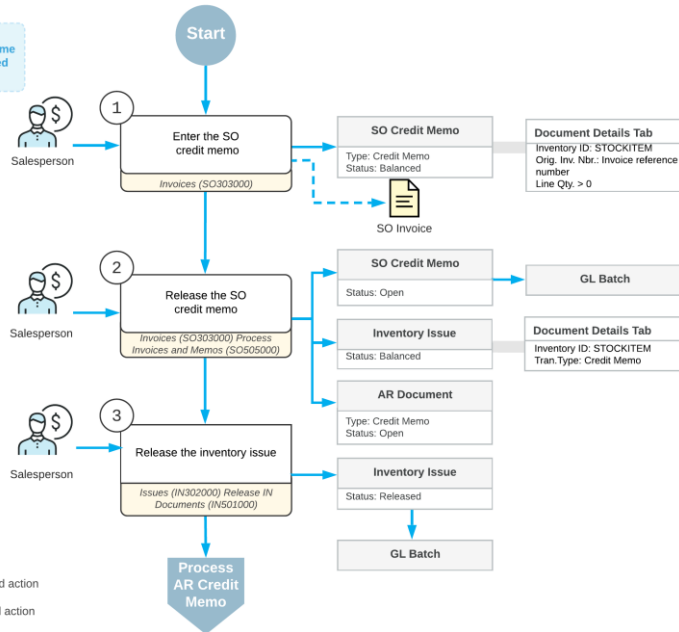 Start
me
ed
1
Salesperson
Enter the SO
credit memo
Invoices (SO303000)
SO Credit Memo
Type: Credit Memo
Status: Balanced
Document Details Tab
Inventory ID: STOCKITEM
Orig. Inv. Nbr.: Invoice reference
number
Line Qty. > 0
SO Invoice
2
Salesperson
Release the SO
credit memo
Invoices (SO303000) Process
Invoices and Memos (SO505000)
SO Credit Memo
Status: Open
GL Batch
Inventory Issue
Status: Balanced
Document Details Tab
Inventory ID: STOCKITEM
Tran.Type: Credit Memo
AR Document
Type: Credit Memo
Status: Open
3
Salesperson
Release the inventory issue
Issues (IN302000) Release IN
Documents (IN501000)
Inventory Issue
Status: Released
GL Batch
Process
AR Credit
Memo
d action
action